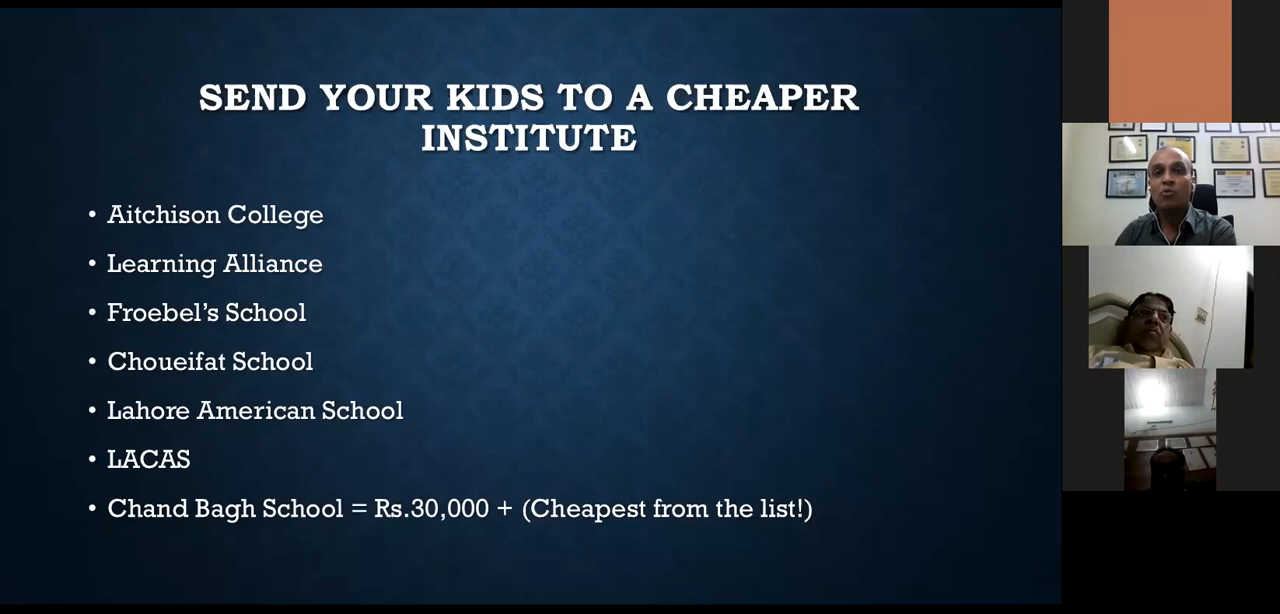 SEND YOUR KIDS TO A CHEAPER
INSTITUTE
• Aitchison College
• Learning Alliance
• Froebel’s School
• Choueifat School
• Lahore American School
• LACAS
• Chand Bagh School = Rs.30,000 + (Cheapest from the list!)